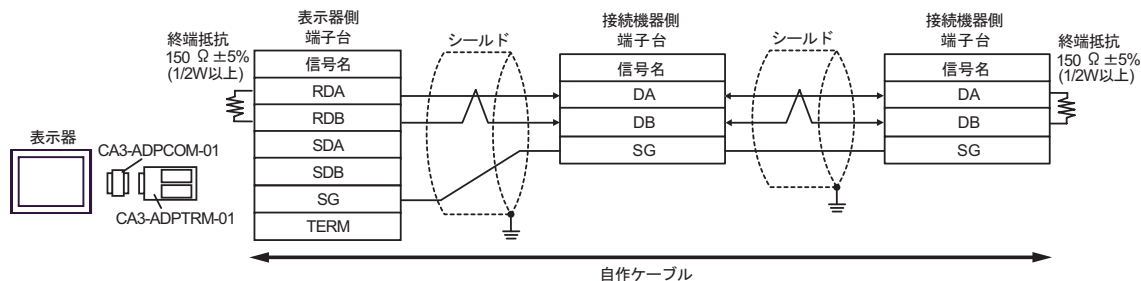 表示器
CA3-ADPCOM-01
CA3-ADPTRM-01
終端抵抗
150 Ω ±5%
(1/2W以上)
表示器側
端子台
信号名
RDA
RDB
SDA
SDB
SG
TERM
シールド
接続機器側
端子台
信号名
DA
DB
SG
シールド
接続機器側
端子台
信号名
DA
DB
SG
終端抵抗
150 Ω ±5%
(1/2W以上)
自作ケーブル